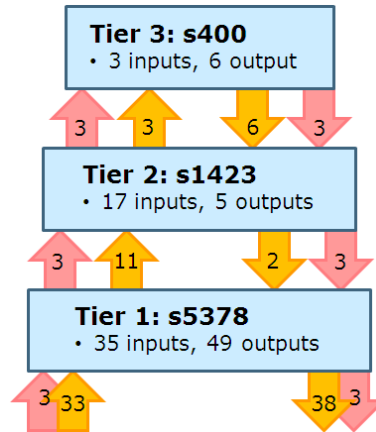 Tier 3: s400
• 3 inputs, 6 output
3 3 6 3
Tier 2: s1423
• 17 inputs, 5 outputs
3 11 2 3
Tier 1: s5378
• 35 inputs, 49 outputs
3 33 38 3